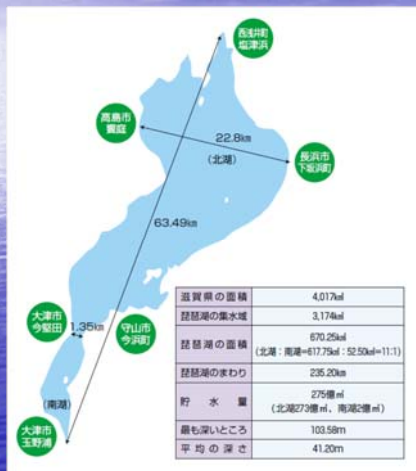 西浅井町
塩津浜
高島市
饗庭
22.8km
(北湖)
長浜市
下坂浜町
63.49km
大津市
今堅田
1.35km
守山市
今浜町
(南湖)
大津市
玉野浦
滋賀県の面積 4,017㎢
琵琶湖の集水域 3,174㎢
琵琶湖の面積 670.25㎢
(北湖：南湖=617.75㎢：52.50㎢=11:1)
琵琶湖のまわり 235.20km
貯水量 275億㎥
(北湖273億㎥、南湖2億㎥)
最も深いところ 103.58m
平均の深さ 41.20m